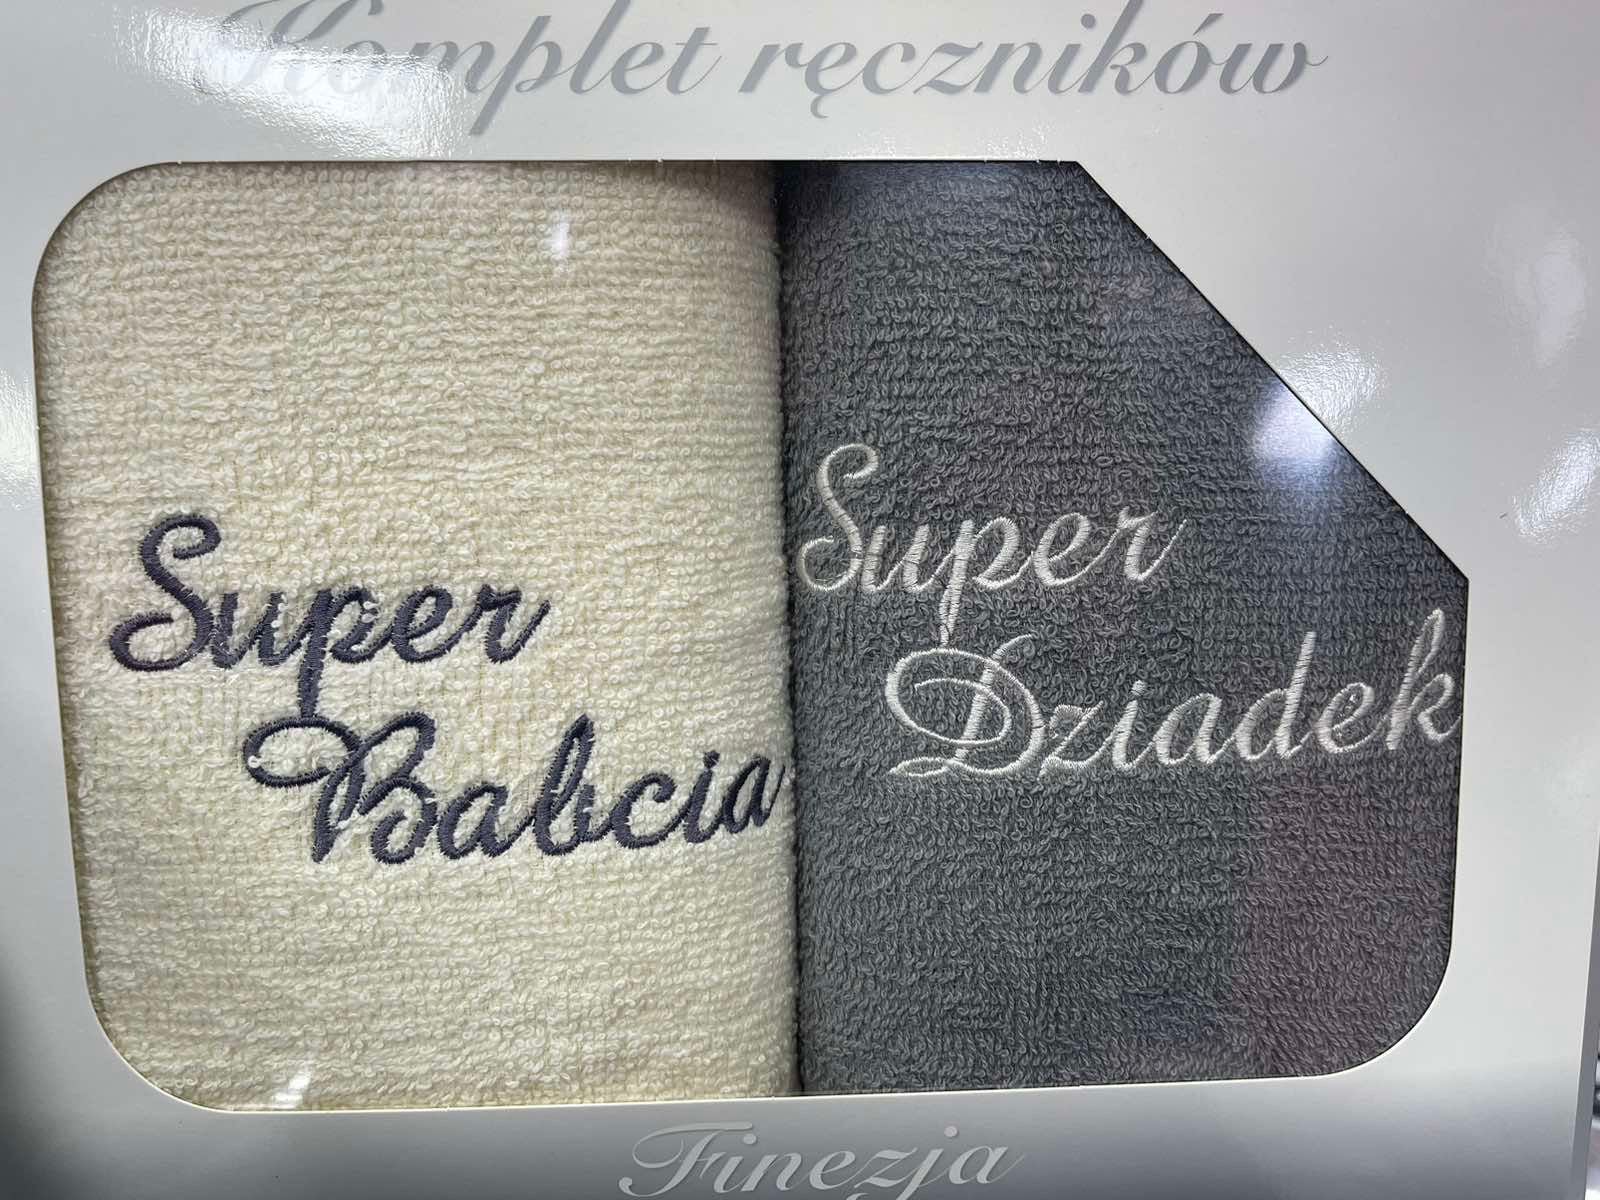 Komplet ręczników
Super
Babcia
Super
Dziadek
Finezja